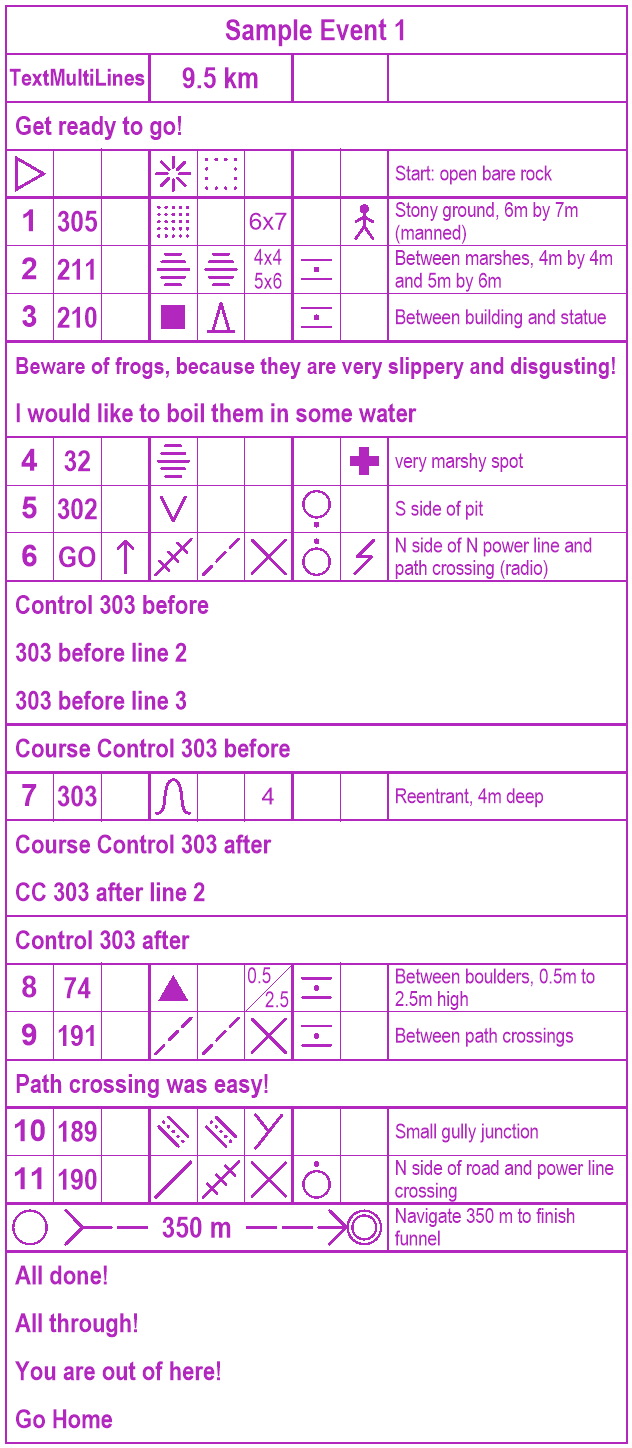 Sample Event 1
TextMultiLines 9.5 km
Get ready to go!
Start: open bare rock
1 305 6x7 Stony ground, 6m by 7m
(manned)
2 211 4x4 Between marshes, 4m by 4m
5x6 and 5m by 6m
3 210 Between building and statue
Beware of frogs, because they are very slippery and disgusting!
I would like to boil them in some water
4 32 very marshy spot
5 302 S side of pit
6 GO N side of N power line and
path crossing (radio)
Control 303 before
303 before line 2
303 before line 3
Course Control 303 before
7 303 4 Reentrant, 4m deep
Course Control 303 after
CC 303 after line 2
Control 303 after
8 74 0.5 Between boulders, 0.5m to
2.5 2.5m high
9 191 Between path crossings
Path crossing was easy!
10 189 Small gully junction
11 190 N side of road and power line
crossing
350 m Navigate 350 m to finish
funnel
All done!
All through!
You are out of here!
Go Home